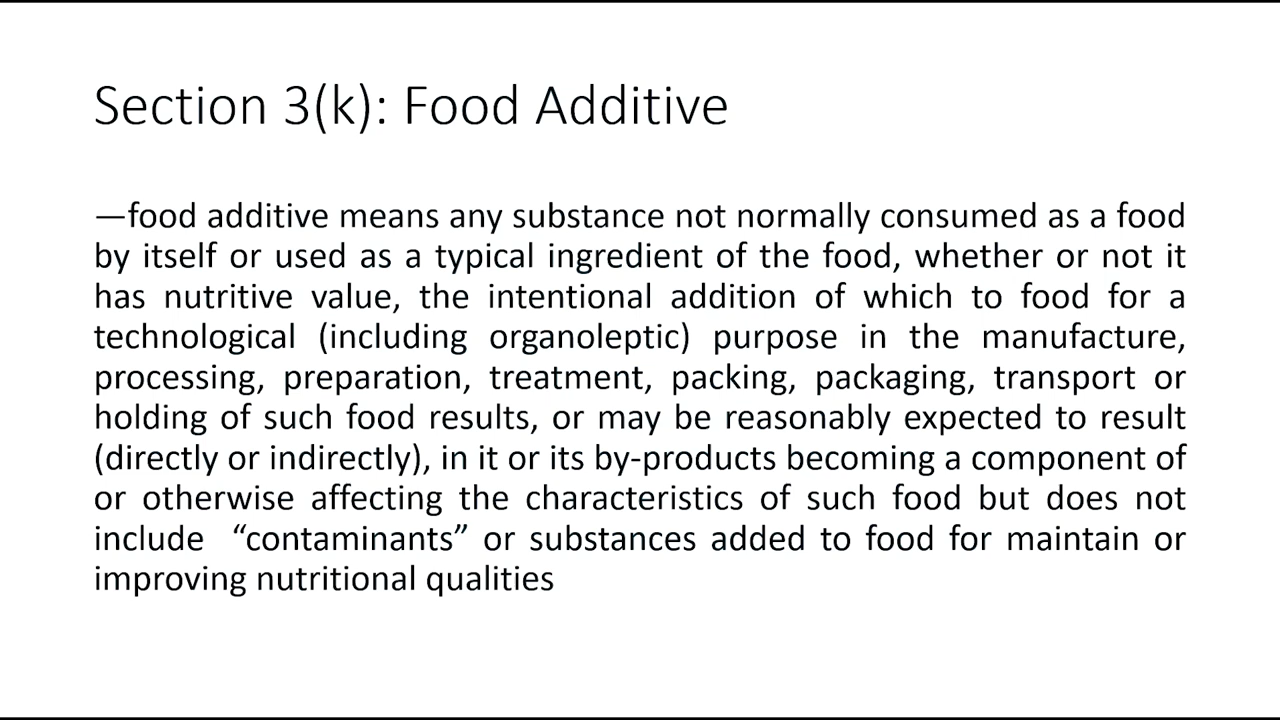 Section 3(k): Food Additive
—food additive means any substance not normally consumed as a food
by itself or used as a typical ingredient of the food, whether or not it
has nutritive value, the intentional addition of which to food for a
technological (including organoleptic) purpose in the manufacture,
processing, preparation, treatment, packing, packaging, transport or
holding of such food results, or may be reasonably expected to result
(directly or indirectly), in it or its by-products becoming a component of
or otherwise affecting the characteristics of such food but does not
include “contaminants” or substances added to food for maintain or
improving nutritional qualities